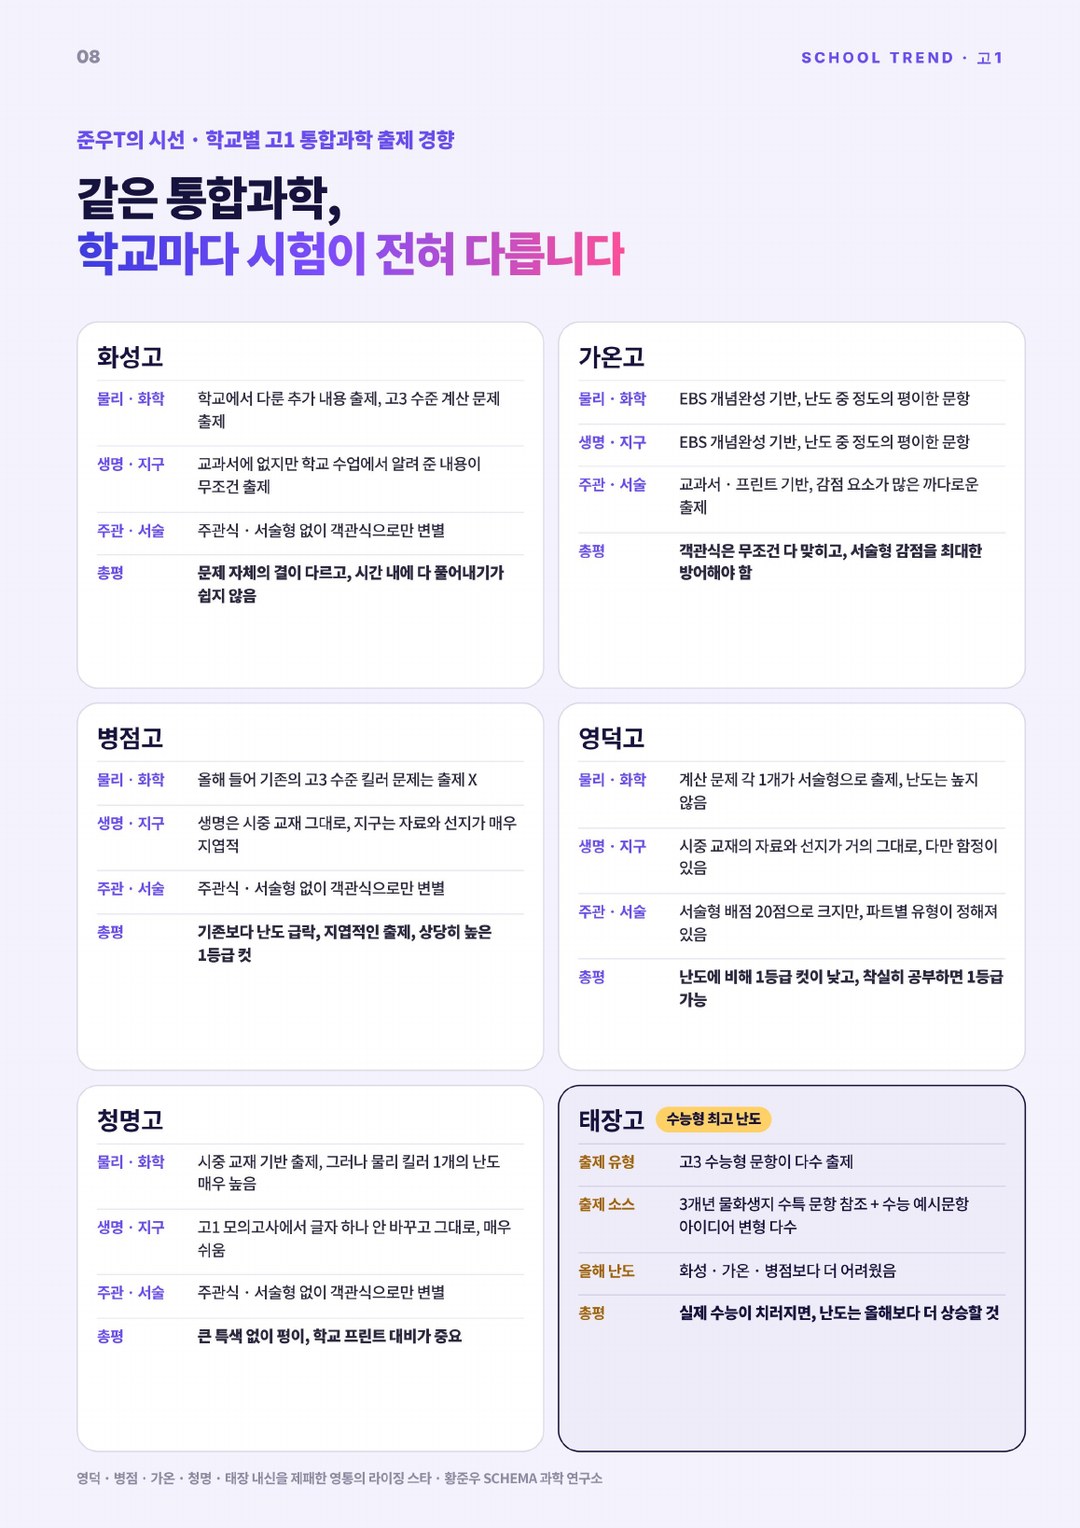 08
SCHOOL TREND · 고1
준우T의 시선 · 학교별 고1 통합과학 출제 경향
같은 통합과학,
학교마다 시험이 전혀 다릅니다
화성고
물리 · 화학
학교에서 다룬 추가 내용 출제, 고3 수준 계산 문제
출제
생명 · 지구
교과서에 없지만 학교 수업에서 알려 준 내용이
무조건 출제
주관 · 서술
주관식 · 서술형 없이 객관식으로만 변별
총평
문제 자체의 결이 다르고, 시간 내에 다 풀어내기가
쉽지 않음
가온고
물리 · 화학
EBS 개념완성 기반, 난도 중 정도의 평이한 문항
생명 · 지구
EBS 개념완성 기반, 난도 중 정도의 평이한 문항
주관 · 서술
교과서 · 프린트 기반, 감점 요소가 많은 까다로운
출제
총평
객관식은 무조건 다 맞히고, 서술형 감점을 최대한
방어해야 함
병점고
물리 · 화학
올해 들어 기존의 고3 수준 킬러 문제는 출제 X
생명 · 지구
생명은 시중 교재 그대로, 지구는 자료와 선지가 매우
지엽적
주관 · 서술
주관식 · 서술형 없이 객관식으로만 변별
총평
기존보다 난도 급락, 지엽적인 출제, 상당히 높은
1등급 컷
영덕고
물리 · 화학
계산 문제 각 1개가 서술형으로 출제, 난도는 높지
않음
생명 · 지구
시중 교재의 자료와 선지가 거의 그대로, 다만 함정이
있음
주관 · 서술
서술형 배점 20점으로 크지만, 파트별 유형이 정해져
있음
총평
난도에 비해 1등급 컷이 낮고, 착실히 공부하면 1등급
가능
청명고
물리 · 화학
시중 교재 기반 출제, 그러나 물리 킬러 1개의 난도
매우 높음
생명 · 지구
고1 모의고사에서 글자 하나 안 바꾸고 그대로, 매우
쉬움
주관 · 서술
주관식 · 서술형 없이 객관식으로만 변별
총평
큰 특색 없이 평이, 학교 프린트 대비가 중요
태장고
수능형 최고 난도
출제 유형
고3 수능형 문항이 다수 출제
출제 소스
3개년 물화생지 수특 문항 참조 + 수능 예시문항
아이디어 변형 다수
올해 난도
화성 · 가온 · 병점보다 더 어려웠음
총평
실제 수능이 치러지면, 난도는 올해보다 더 상승할 것
영덕 · 병점 · 가온 · 청명 · 태장 내신을 제패한 영통의 라이징 스타 · 황준우 SCHEMA 과학 연구소